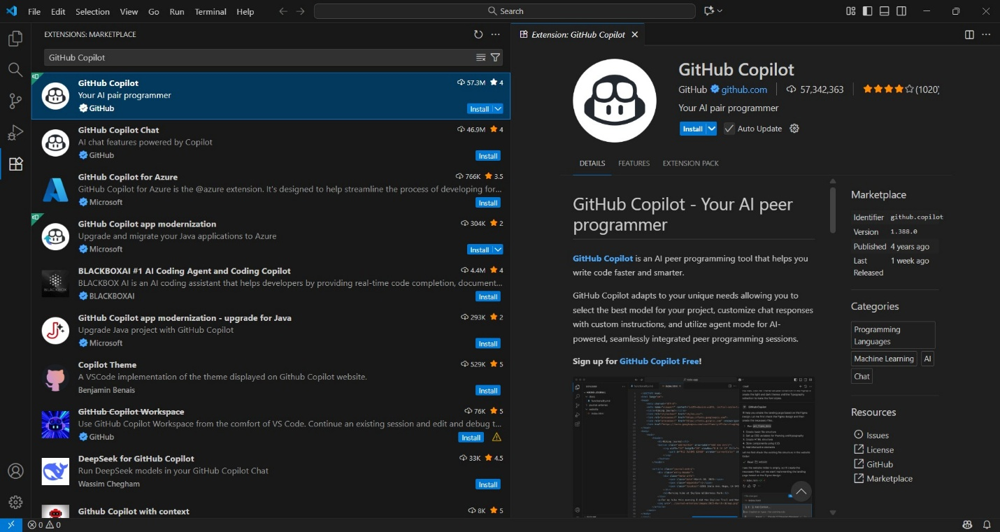 File Edit Selection View Go Run Terminal Help
Search
EXTENSIONS: MARKETPLACE
GitHub Copilot
GitHub Copilot
57.3M 4
Your AI pair programmer
GitHub
Install
GitHub Copilot Chat
46.9M 4
AI chat features powered by Copilot
GitHub
Install
GitHub Copilot for Azure
766K 3.5
GitHub Copilot for Azure is the @azure extension. It's designed to help streamline the process of developing for...
Microsoft
Install
GitHub Copilot app modernization
304K 2
Upgrade and migrate your Java applications to Azure
Microsoft
Install
BLACKBOXAI #1 AI Coding Agent and Coding Copilot
4.4M 4
BLACKBOX AI is an AI coding assistant that helps developers by providing real-time code completion, document...
BLACKBOX
BLACKBOXAI
Install
GitHub Copilot app modernization - upgrade for Java
293K 2
Upgrade Java project with GitHub Copilot
Microsoft
Install
Copilot Theme
529K 5
A VSCode implementation of the theme displayed on Github Copilot website.
Benjamin Benais
Install
GitHub Copilot Workspace
76K 5
Use GitHub Copilot Workspace from the comfort of VS Code. Continue an existing session and edit and debug t...
GitHub
Install
DeepSeek for GitHub Copilot
33K 4.5
Run DeepSeek models in your GitHub Copilot Chat
Wassim Chegham
Install
Github Copilot with context
8K 5
0 0
Extension: GitHub Copilot
GitHub Copilot
GitHub github.com 57,342,363 (1020)
Your AI pair programmer
Install Auto Update
DETAILS FEATURES EXTENSION PACK
GitHub Copilot - Your AI peer
programmer
GitHub Copilot is an AI peer programming tool that helps you
write code faster and smarter.
GitHub Copilot adapts to your unique needs allowing you to
select the best model for your project, customize chat responses
with custom instructions, and utilize agent mode for AI-
powered, seamlessly integrated peer programming sessions.
Sign up for GitHub Copilot Free!
Marketplace
Identifier github.copilot
Version 1.388.0
Published 4 years ago
Last 1 week ago
Released
Categories
Programming
Languages
Machine Learning AI
Chat
Resources
Issues
License
GitHub
Marketplace